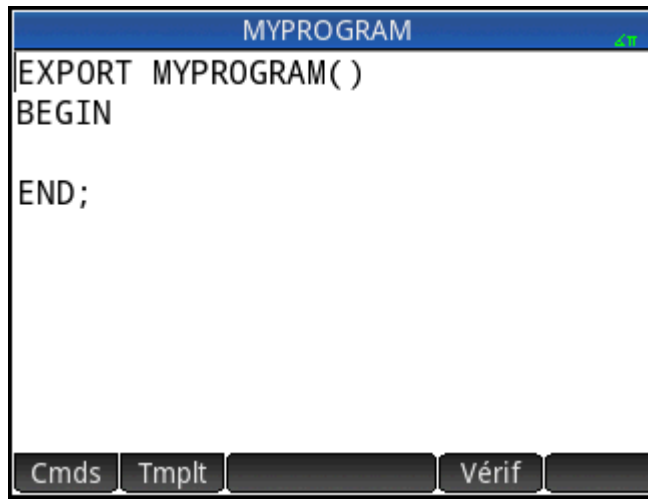 MYPROGRAM
∡π
EXPORT MYPROGRAM()
BEGIN
END;
Cmds Tmplt Vérif